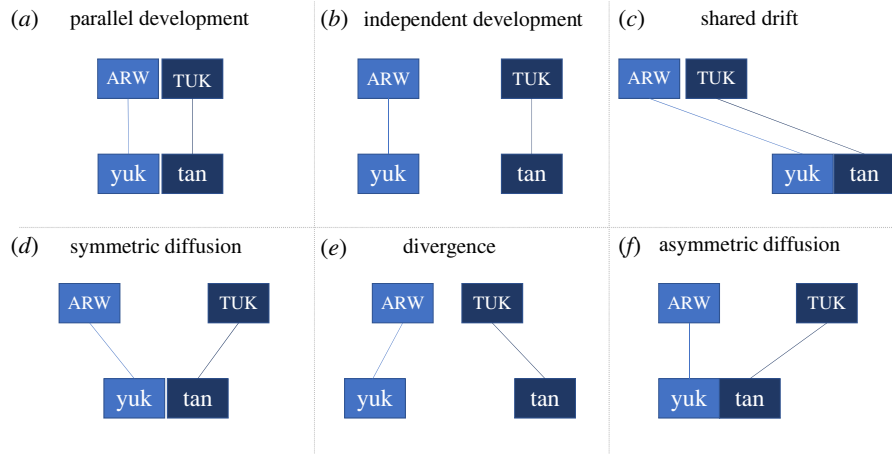 (a) parallel development
(b) independent development
(c) shared drift
ARW TUK
ARW TUK
ARW TUK
yuk tan
yuk tan
yuk tan
(d) symmetric diffusion
(e) divergence
(f) asymmetric diffusion
ARW TUK
ARW TUK
ARW TUK
yuk tan
yuk tan
yuk tan